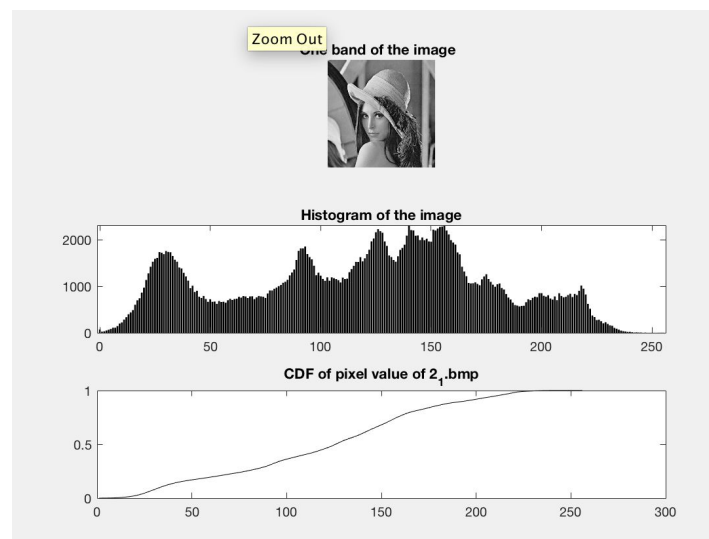 Zoom Out
One band of the image
Histogram of the image
2000
1000
0
0 50 100 150 200 250
CDF of pixel value of 2₁.bmp
1
0.5
0
0 50 100 150 200 250 300